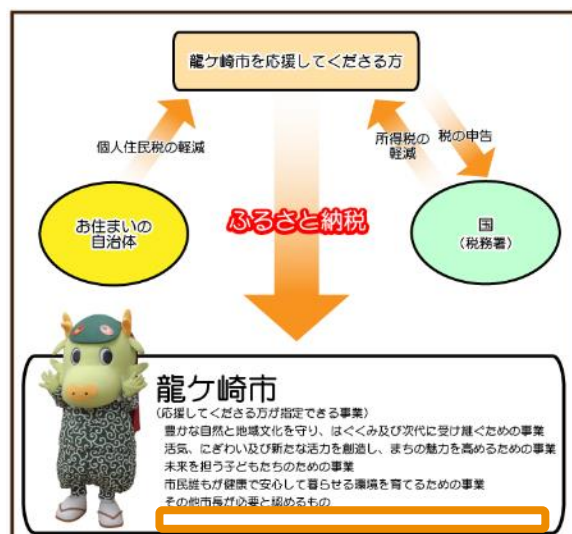 龍ケ崎市を応援してくださる方
個人住民税の軽減
所得税の
軽減
税の申告
お住まいの
自治体
ふるさと納税
国
(税務署)
龍ケ崎市
(応援してくださる方が指定できる事業)
豊かな自然と地域文化を守り、はぐくみ及び次代に受け継ぐための事業
活気、にぎわい及び新たな活力を創造し、まちの魅力を高めるための事業
未来を担う子どもたちのための事業
市民誰もが健康で安心して暮らせる環境を育てるための事業
その他市長が必要と認めるもの